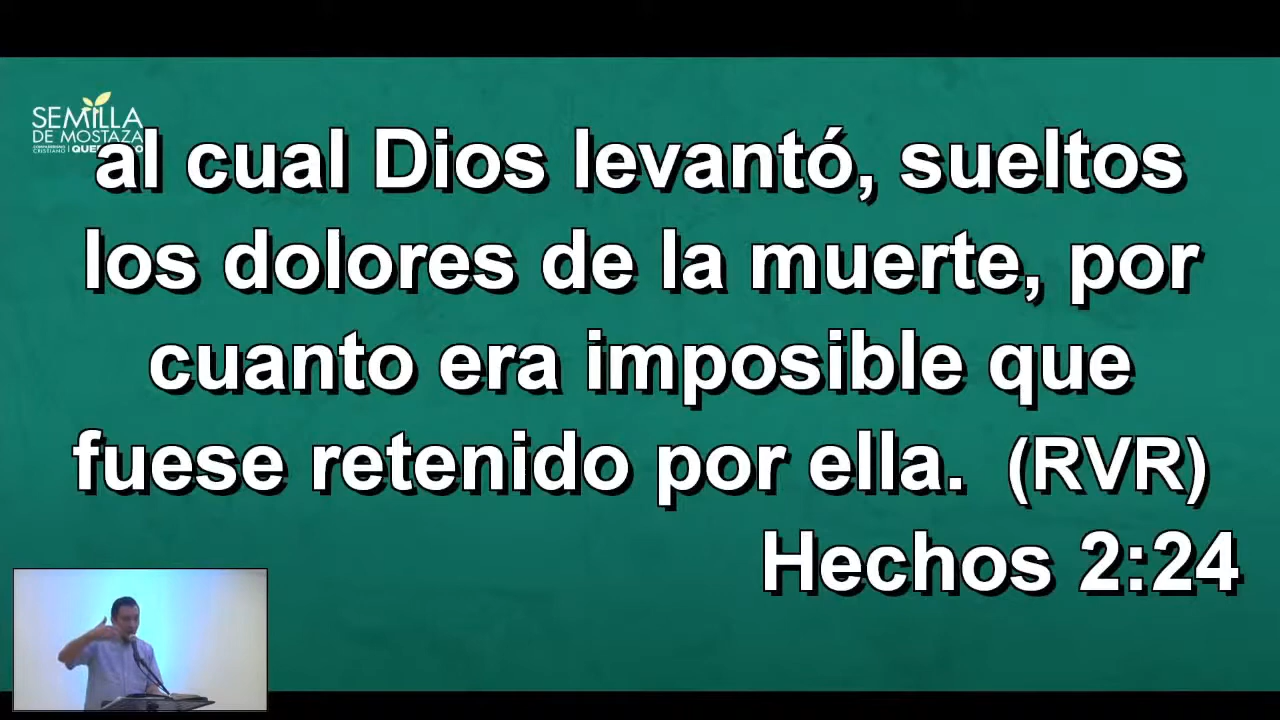 SEMILLA
DE MOSTAZA
CRISTIANO |
al cual Dios levantó, sueltos
los dolores de la muerte, por
cuanto era imposible que
fuese retenido por ella. (RVR)
Hechos 2:24